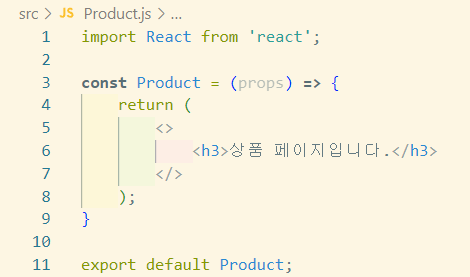 src > JS Product.js > ...
1 import React from 'react';
2
3 const Product = (props) => {
4     return (
5         <>
6             <h3>상품 페이지입니다.</h3>
7         </>
8     );
9 }
10
11 export default Product;